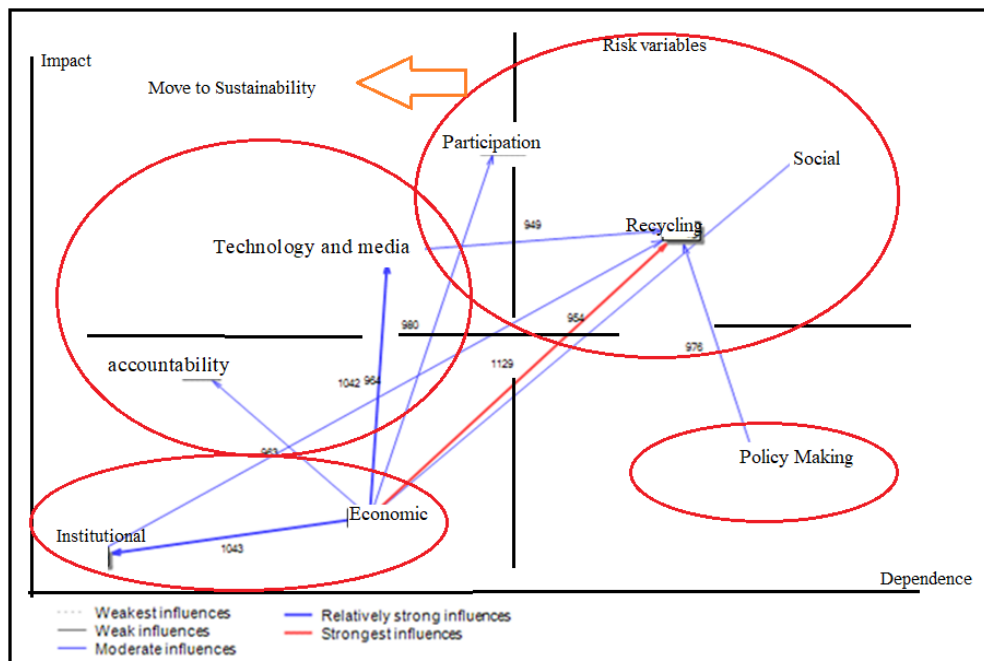 Risk variables
Impact
Move to Sustainability
Participation
Social
Recycling
949
Technology and media
980
954
976
accountability
1129
1042
964
963
Policy Making
Economic
Institutional
1043
Dependence
Weakest influences
Weak influences
Moderate influences
Relatively strong influences
Strongest influences